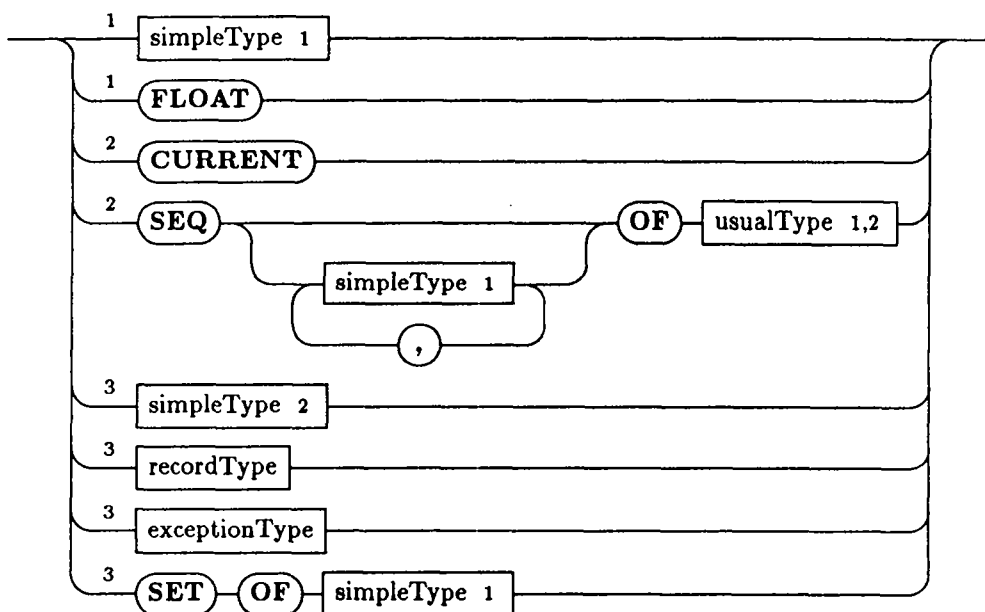 1 simpleType 1
1 FLOAT
2 CURRENT
2 SEQ OF usualType 1,2
simpleType 1
,
3 simpleType 2
3 recordType
3 exceptionType
3 SET OF simpleType 1